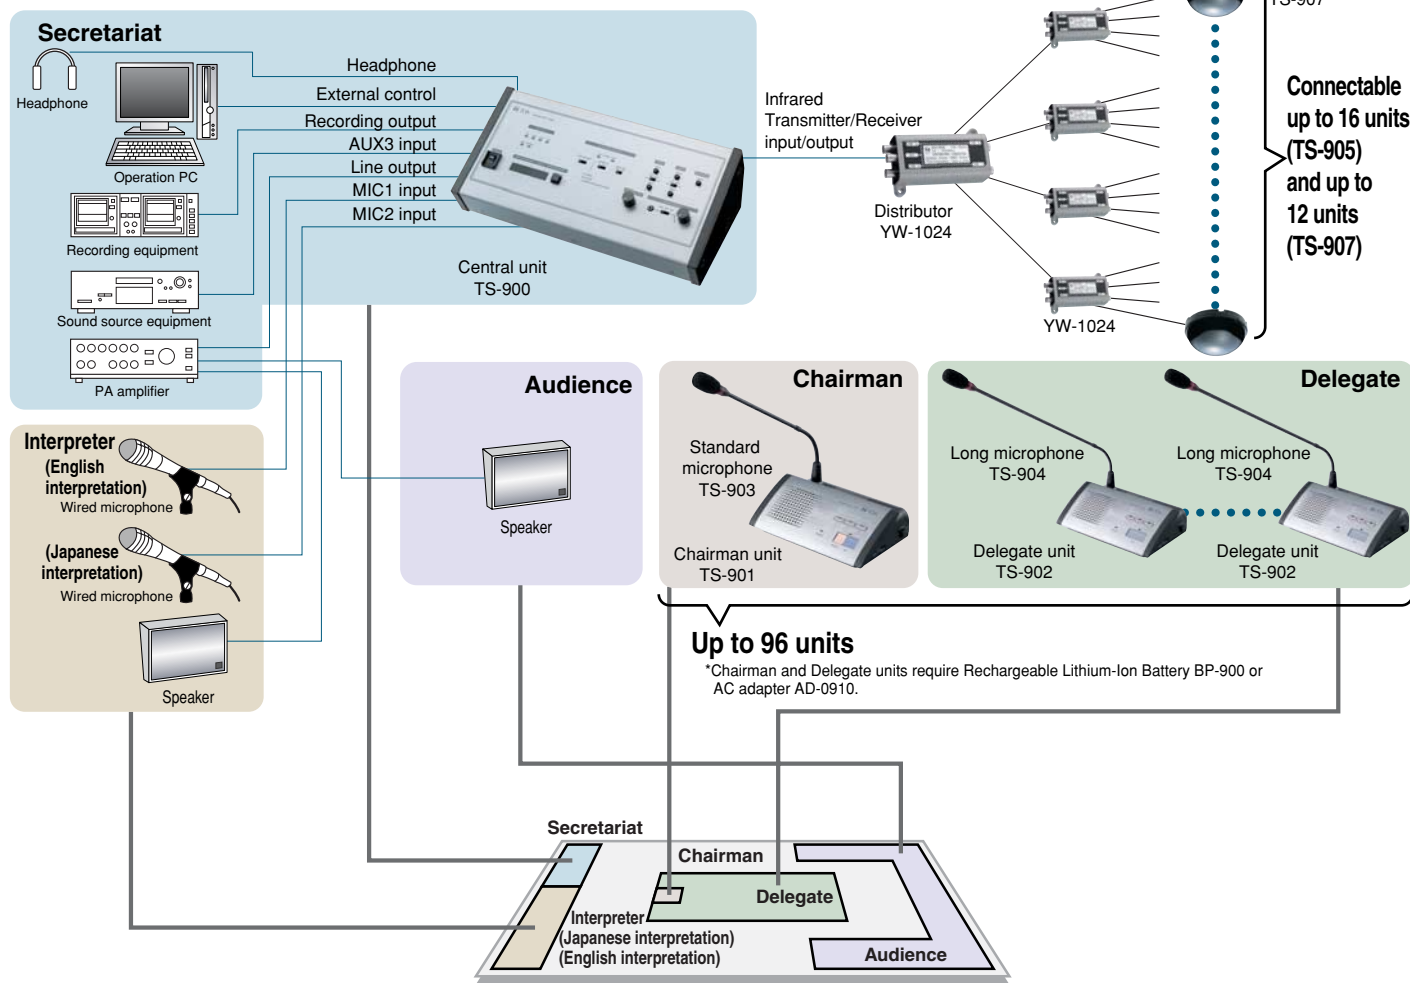 Secretariat
Headphone
Operation PC
Recording equipment
Sound source equipment
PA amplifier
Headphone
External control
Recording output
AUX3 input
Line output
MIC1 input
MIC2 input
Central unit
TS-900
Infrared
Transmitter/Receiver
input/output
Distributor
YW-1024
YW-1024
TS-907
Connectable
up to 16 units
(TS-905)
and up to
12 units
(TS-907)
Interpreter
(English
interpretation)
Wired microphone
(Japanese
interpretation)
Wired microphone
Speaker
Audience
Speaker
Chairman
Standard
microphone
TS-903
Chairman unit
TS-901
Delegate
Long microphone
TS-904
Long microphone
TS-904
Delegate unit
TS-902
Delegate unit
TS-902
Up to 96 units
*Chairman and Delegate units require Rechargeable Lithium-Ion Battery BP-900 or
AC adapter AD-0910.
Secretariat
Chairman
Delegate
Interpreter
(Japanese interpretation)
(English interpretation)
Audience